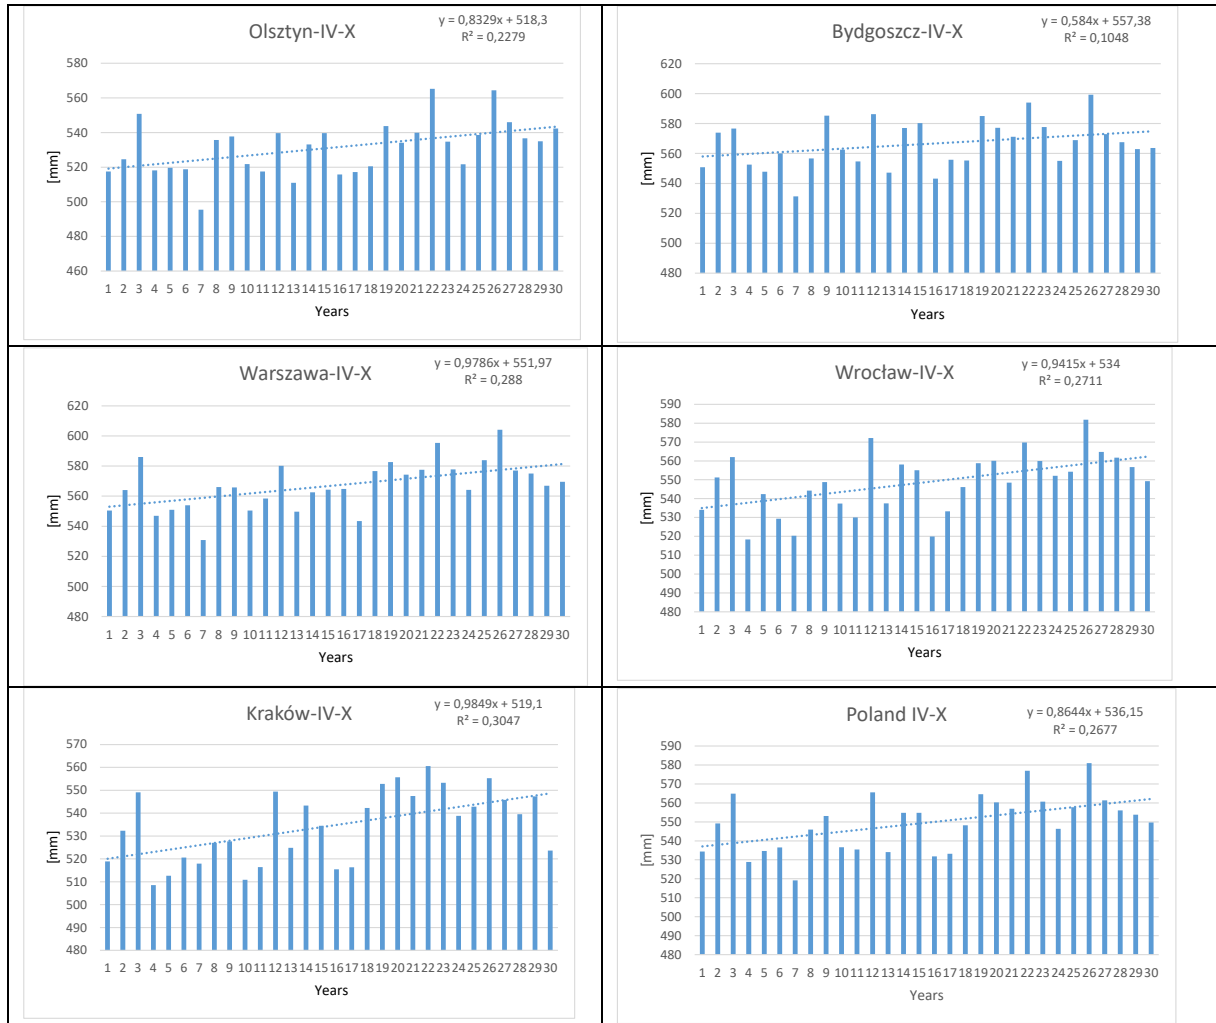 Olsztyn-IV-X
y = 0,8329x + 518,3
R² = 0,2279
580
560
540
520
500
480
460
[mm]
1 2 3 4 5 6 7 8 9 10 11 12 13 14 15 16 17 18 19 20 21 22 23 24 25 26 27 28 29 30
Years
Bydgoszcz-IV-X
y = 0,584x + 557,38
R² = 0,1048
620
600
580
560
540
520
500
480
[mm]
1 2 3 4 5 6 7 8 9 10 11 12 13 14 15 16 17 18 19 20 21 22 23 24 25 26 27 28 29 30
Years
Warszawa-IV-X
y = 0,9786x + 551,97
R² = 0,288
620
600
580
560
540
520
500
480
[mm]
1 2 3 4 5 6 7 8 9 10 11 12 13 14 15 16 17 18 19 20 21 22 23 24 25 26 27 28 29 30
Years
Wrocław-IV-X
y = 0,9415x + 534
R² = 0,2711
590
580
570
560
550
540
530
520
510
500
490
480
[mm]
1 2 3 4 5 6 7 8 9 10 11 12 13 14 15 16 17 18 19 20 21 22 23 24 25 26 27 28 29 30
Years
Kraków-IV-X
y = 0,9849x + 519,1
R² = 0,3047
570
560
550
540
530
520
510
500
490
480
[mm]
1 2 3 4 5 6 7 8 9 10 11 12 13 14 15 16 17 18 19 20 21 22 23 24 25 26 27 28 29 30
Years
Poland IV-X
y = 0,8644x + 536,15
R² = 0,2677
590
580
570
560
550
540
530
520
510
500
490
480
[mm]
1 2 3 4 5 6 7 8 9 10 11 12 13 14 15 16 17 18 19 20 21 22 23 24 25 26 27 28 29 30
Years